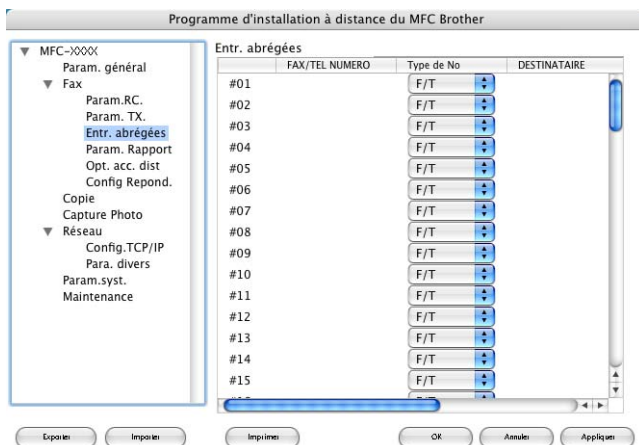 Programme d'installation à distance du MFC Brother
MFC-XXXX
Param. général
Fax
Param.RC.
Param. TX.
Entr. abrégées
Param. Rapport
Opt. acc. dist
Config Repond.
Copie
Capture Photo
Réseau
Config.TCP/IP
Para. divers
Param.syst.
Maintenance
Entr. abrégées
FAX/TEL NUMERO Type de No DESTINATAIRE
#01 F/T
#02 F/T
#03 F/T
#04 F/T
#05 F/T
#06 F/T
#07 F/T
#08 F/T
#09 F/T
#10 F/T
#11 F/T
#12 F/T
#13 F/T
#14 F/T
#15 F/T
Exporter Importer Imprimer OK Annuler Appliquer